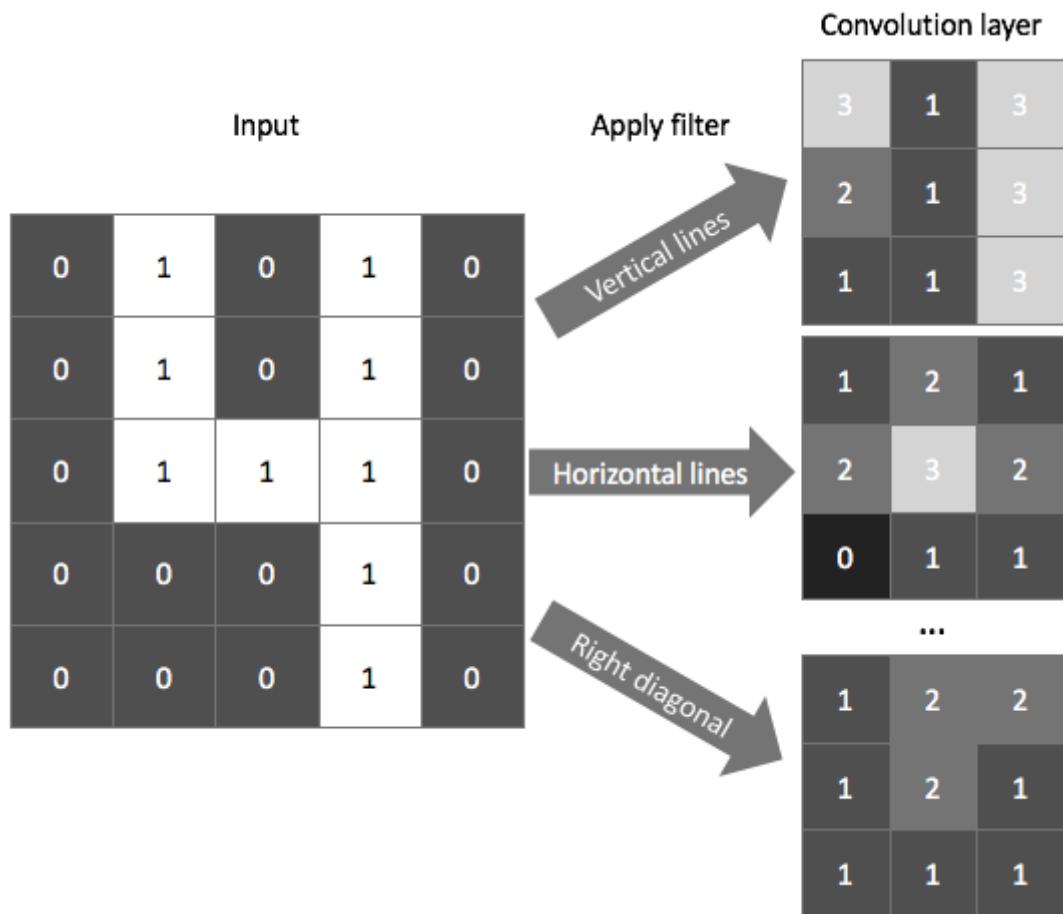 Convolution layer
Input
Apply filter
0 1 0 1 0
0 1 0 1 0
0 1 1 1 0
0 0 0 1 0
0 0 0 1 0
Vertical lines
Horizontal lines
Right diagonal
3 1 3
2 1 3
1 1 3
1 2 1
2 3 2
0 1 1
...
1 2 2
1 2 1
1 1 1